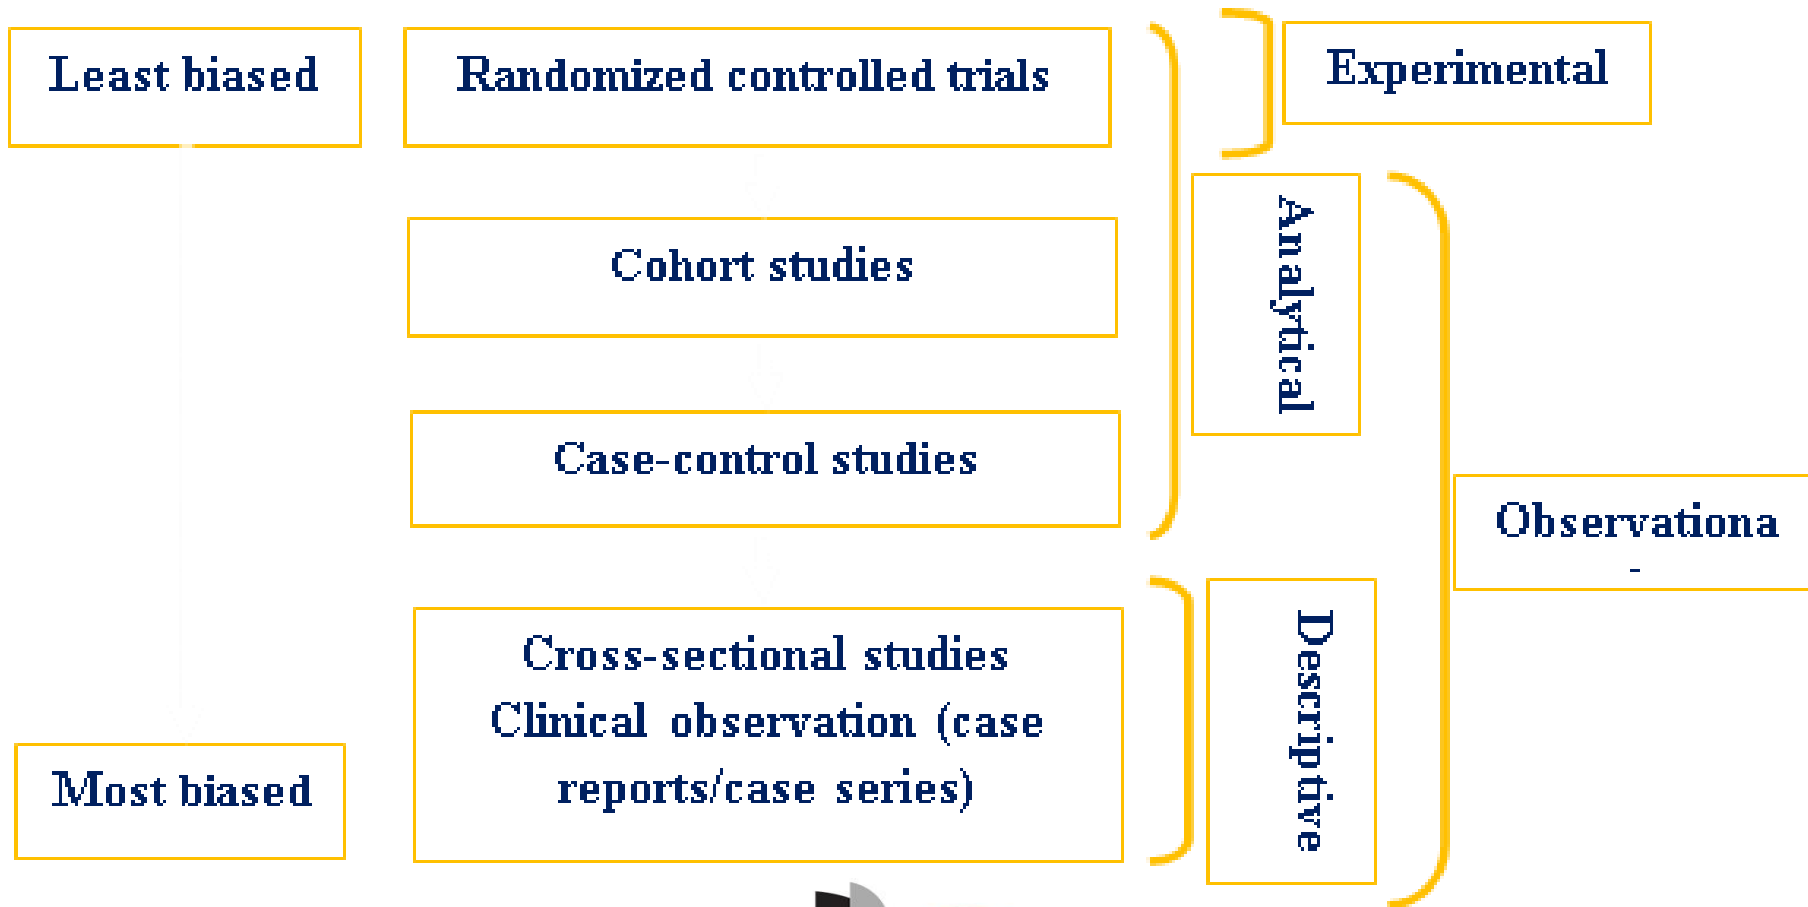 Least biased
Randomized controlled trials
Experimental
Cohort studies
Analytical
Case-control studies
Observationa
Cross-sectional studies
Clinical observation (case
reports/case series)
Descriptive
Most biased